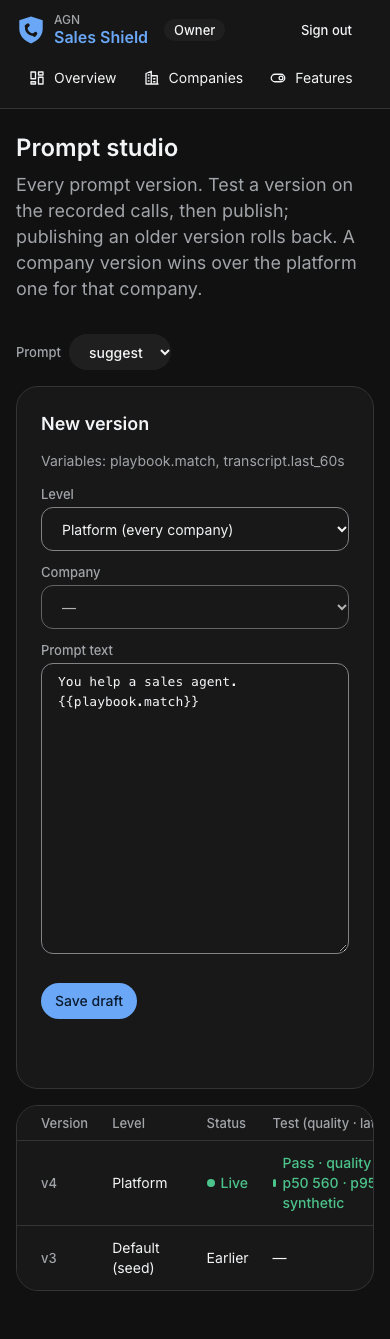 AGN
Sales Shield
Owner
Sign out
Overview
Companies
Features
Prompt studio
Every prompt version. Test a version on
the recorded calls, then publish;
publishing an older version rolls back. A
company version wins over the platform
one for that company.
Prompt
suggest
New version
Variables: playbook.match, transcript.last_60s
Level
Platform (every company)
Company
—
Prompt text
You help a sales agent.
{{playbook.match}}
Save draft
Version
Level
Status
Test (quality ·
v4
Platform
Live
Pass · quality
p50 560 · p95
synthetic
v3
Default
(seed)
Earlier
—